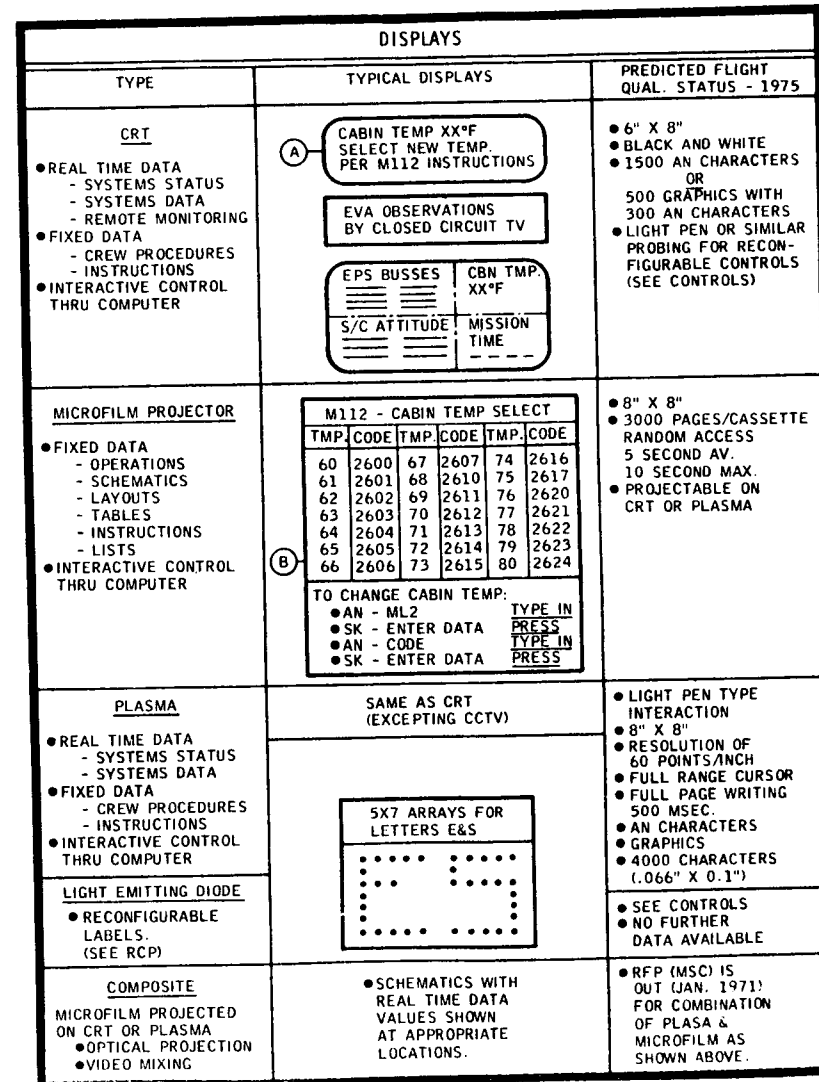 DISPLAYS
TYPE
TYPICAL DISPLAYS
PREDICTED FLIGHT
QUAL. STATUS - 1975
CRT
●REAL TIME DATA
- SYSTEMS STATUS
- SYSTEMS DATA
- REMOTE MONITORING
●FIXED DATA
- CREW PROCEDURES
- INSTRUCTIONS
●INTERACTIVE CONTROL
THRU COMPUTER
A
CABIN TEMP XX°F
SELECT NEW TEMP.
PER M112 INSTRUCTIONS
EVA OBSERVATIONS
BY CLOSED CIRCUIT TV
EPS BUSSES
CBN TMP.
XX°F
S/C ATTITUDE
MISSION
TIME
● 6" X 8"
● BLACK AND WHITE
● 1500 AN CHARACTERS
OR
500 GRAPHICS WITH
300 AN CHARACTERS
● LIGHT PEN OR SIMILAR
PROBING FOR RECON-
FIGURABLE CONTROLS
(SEE CONTROLS)
MICROFILM PROJECTOR
●FIXED DATA
- OPERATIONS
- SCHEMATICS
- LAYOUTS
- TABLES
- INSTRUCTIONS
- LISTS
●INTERACTIVE CONTROL
THRU COMPUTER
B
M112 - CABIN TEMP SELECT
TMP. CODE TMP. CODE TMP. CODE
60 2600 67 2607 74 2616
61 2601 68 2610 75 2617
62 2602 69 2611 76 2620
63 2603 70 2612 77 2621
64 2604 71 2613 78 2622
65 2605 72 2614 79 2623
66 2606 73 2615 80 2624
TO CHANGE CABIN TEMP:
●AN - ML2 TYPE IN
●SK - ENTER DATA PRESS
●AN - CODE TYPE IN
●SK - ENTER DATA PRESS
● 8" X 8"
● 3000 PAGES/CASSETTE
RANDOM ACCESS
5 SECOND AV.
10 SECOND MAX.
● PROJECTABLE ON
CRT OR PLASMA
PLASMA
●REAL TIME DATA
- SYSTEMS STATUS
- SYSTEMS DATA
●FIXED DATA
- CREW PROCEDURES
- INSTRUCTIONS
●INTERACTIVE CONTROL
THRU COMPUTER
SAME AS CRT
(EXCEPTING CCTV)
● LIGHT PEN TYPE
INTERACTION
● 8" X 8"
● RESOLUTION OF
60 POINTS/INCH
● FULL RANGE CURSOR
● FULL PAGE WRITING
500 MSEC.
● AN CHARACTERS
● GRAPHICS
● 4000 CHARACTERS
(.066" X 0.1")
5X7 ARRAYS FOR
LETTERS E&S
LIGHT EMITTING DIODE
● RECONFIGURABLE
LABELS.
(SEE RCP)
● SEE CONTROLS
● NO FURTHER
DATA AVAILABLE
COMPOSITE
MICROFILM PROJECTED
ON CRT OR PLASMA
●OPTICAL PROJECTION
●VIDEO MIXING
●SCHEMATICS WITH
REAL TIME DATA
VALUES SHOWN
AT APPROPRIATE
LOCATIONS.
● RFP (MSC) IS
OUT (JAN. 1971)
FOR COMBINATION
OF PLASA &
MICROFILM AS
SHOWN ABOVE.